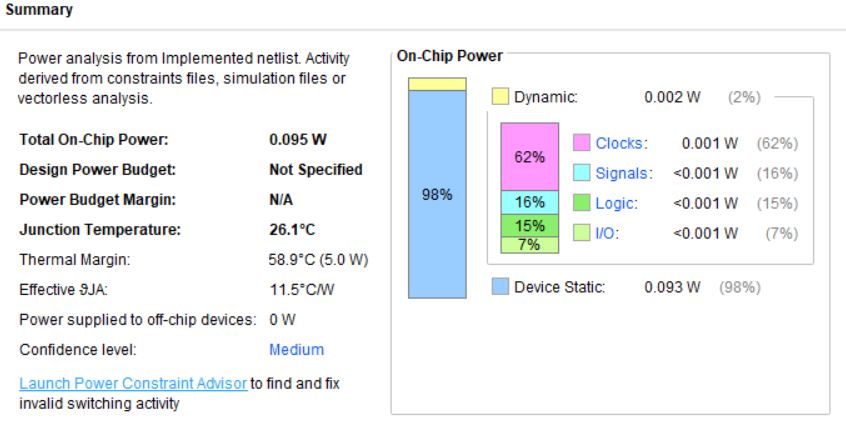 Summary
Power analysis from Implemented netlist. Activity
derived from constraints files, simulation files or
vectorless analysis.
Total On-Chip Power: 0.095 W
Design Power Budget: Not Specified
Power Budget Margin: N/A
Junction Temperature: 26.1°C
Thermal Margin: 58.9°C (5.0 W)
Effective ϑJA: 11.5°C/W
Power supplied to off-chip devices: 0 W
Confidence level: Medium
Launch Power Constraint Advisor to find and fix
invalid switching activity
On-Chip Power
98%
Dynamic: 0.002 W (2%)
62%
16%
15%
7%
Clocks: 0.001 W (62%)
Signals: <0.001 W (16%)
Logic: <0.001 W (15%)
I/O: <0.001 W (7%)
Device Static: 0.093 W (98%)